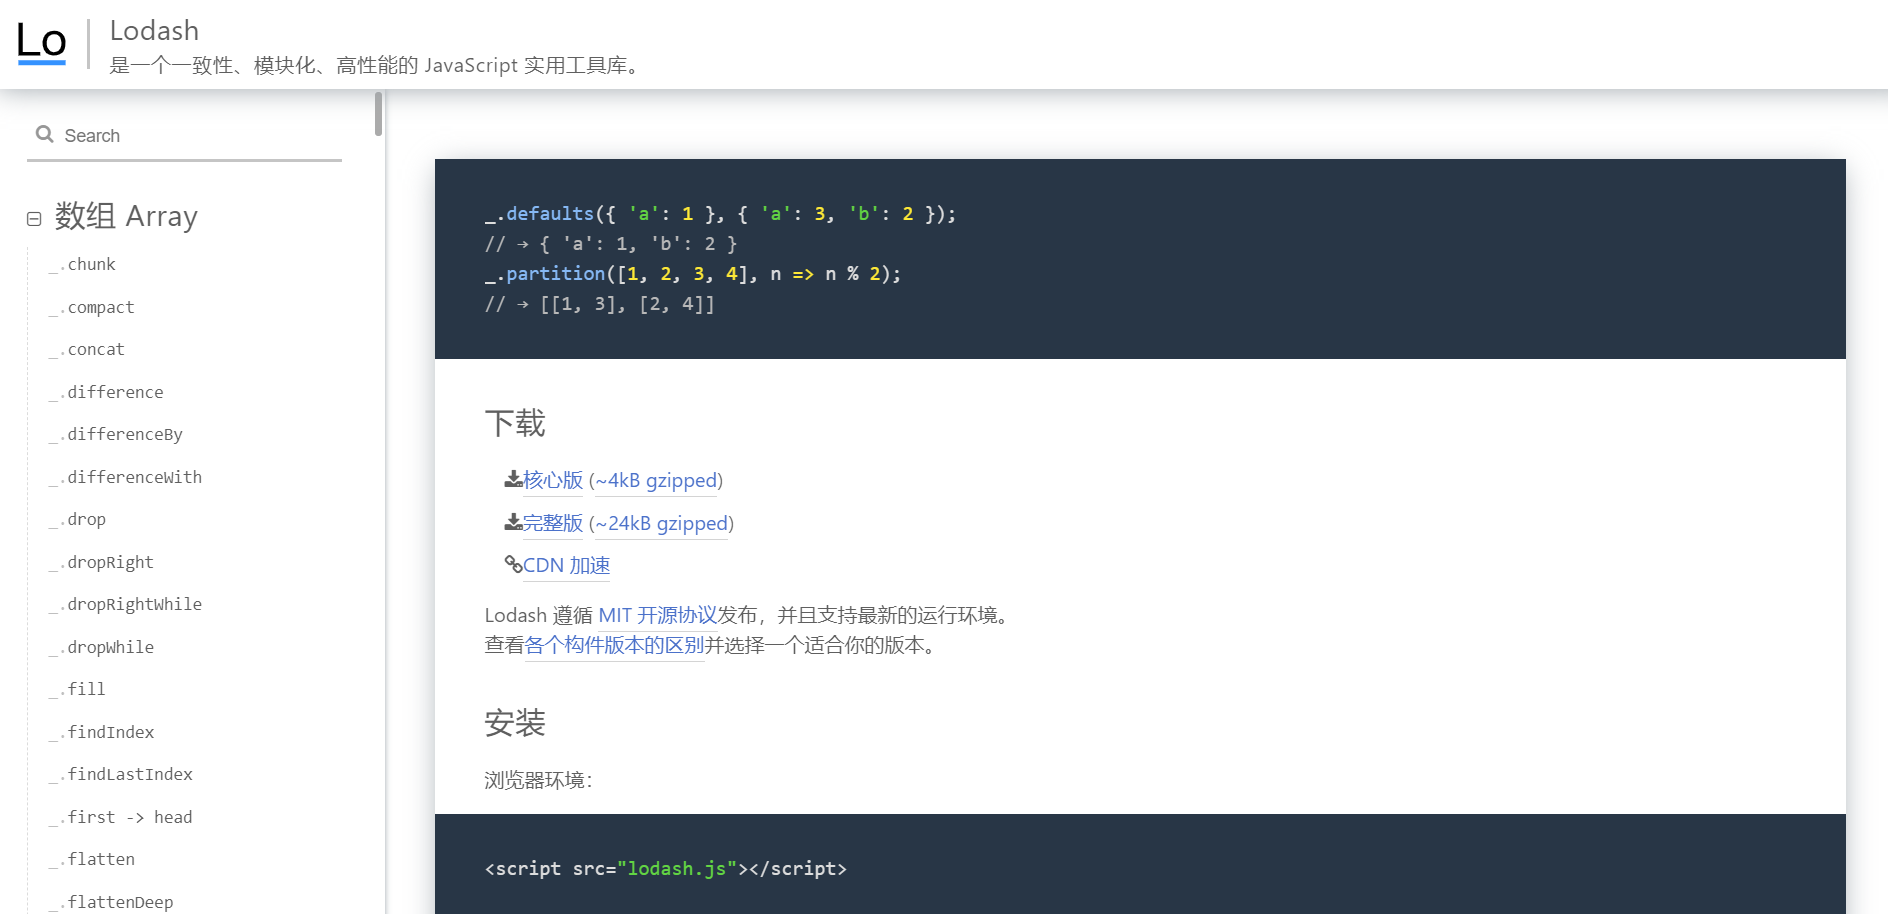 Lo
Lodash
是一个一致性、模块化、高性能的 JavaScript 实用工具库。
Search
数组 Array
_.chunk
_.compact
_.concat
_.difference
_.differenceBy
_.differenceWith
_.drop
_.dropRight
_.dropRightWhile
_.dropWhile
_.fill
_.findIndex
_.findLastIndex
_.first -> head
_.flatten
_.flattenDeep
_.defaults({ 'a': 1 }, { 'a': 3, 'b': 2 });
// → { 'a': 1, 'b': 2 }
_.partition([1, 2, 3, 4], n => n % 2);
// → [[1, 3], [2, 4]]
下载
核心版 (~4kB gzipped)
完整版 (~24kB gzipped)
CDN 加速
Lodash 遵循 MIT 开源协议发布，并且支持最新的运行环境。
查看各个构件版本的区别并选择一个适合你的版本。
安装
浏览器环境：
<script src="lodash.js"></script>